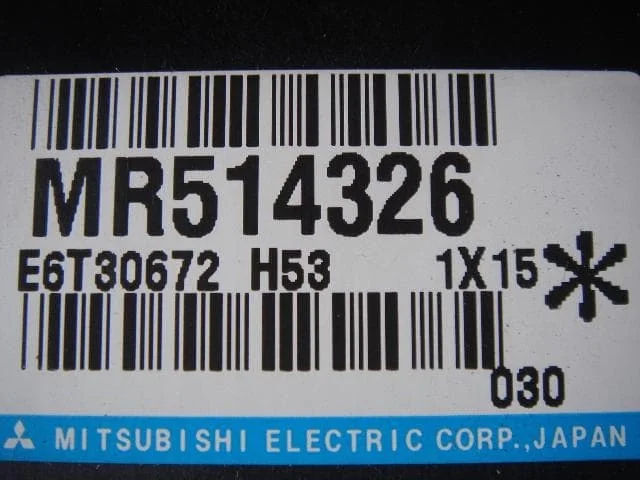 MR514326
E6T30672 H53 1X15
030
MITSUBISHI ELECTRIC CORP.,JAPAN